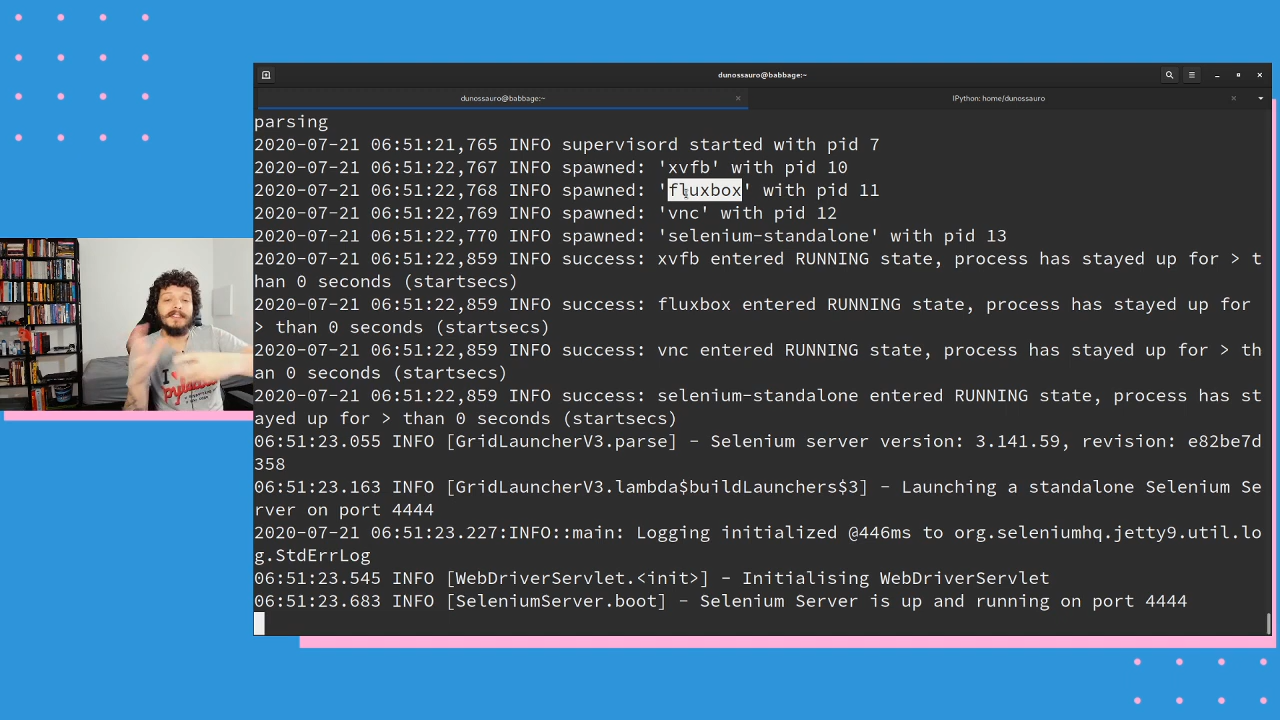 dunossauro@babbage:~
dunossauro@babbage:~
IPython: home/dunossauro
parsing
2020-07-21 06:51:21,765 INFO supervisord started with pid 7
2020-07-21 06:51:22,767 INFO spawned: 'xvfb' with pid 10
2020-07-21 06:51:22,768 INFO spawned: 'fluxbox' with pid 11
2020-07-21 06:51:22,769 INFO spawned: 'vnc' with pid 12
2020-07-21 06:51:22,770 INFO spawned: 'selenium-standalone' with pid 13
2020-07-21 06:51:22,859 INFO success: xvfb entered RUNNING state, process has stayed up for > t
han 0 seconds (startsecs)
2020-07-21 06:51:22,859 INFO success: fluxbox entered RUNNING state, process has stayed up for
> than 0 seconds (startsecs)
2020-07-21 06:51:22,859 INFO success: vnc entered RUNNING state, process has stayed up for > th
an 0 seconds (startsecs)
2020-07-21 06:51:22,859 INFO success: selenium-standalone entered RUNNING state, process has st
ayed up for > than 0 seconds (startsecs)
06:51:23.055 INFO [GridLauncherV3.parse] - Selenium server version: 3.141.59, revision: e82be7d
358
06:51:23.163 INFO [GridLauncherV3.lambda$buildLaunchers$3] - Launching a standalone Selenium Se
rver on port 4444
2020-07-21 06:51:23.227:INFO::main: Logging initialized @446ms to org.seleniumhq.jetty9.util.lo
g.StdErrLog
06:51:23.545 INFO [WebDriverServlet.<init>] - Initialising WebDriverServlet
06:51:23.683 INFO [SeleniumServer.boot] - Selenium Server is up and running on port 4444